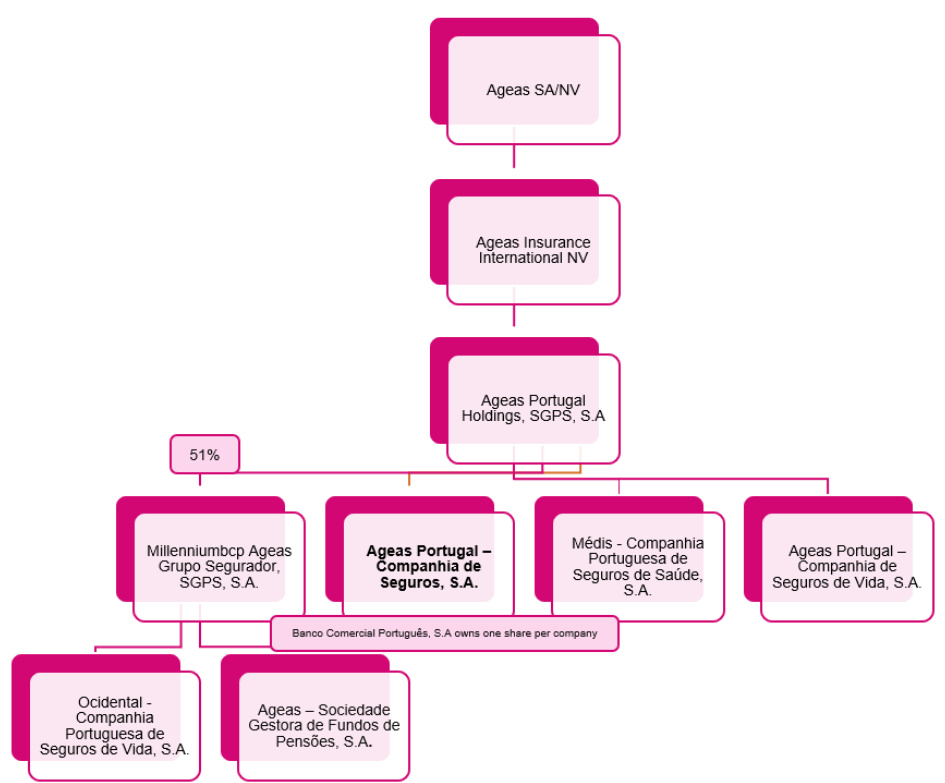 Ageas SA/NV
Ageas Insurance
International NV
Ageas Portugal
Holdings, SGPS, S.A
51%
Millenniumbcp Ageas
Grupo Segurador,
SGPS, S.A.
Ageas Portugal –
Companhia de
Seguros, S.A.
Médis - Companhia
Portuguesa de
Seguros de Saúde,
S.A.
Ageas Portugal –
Companhia de
Seguros de Vida, S.A.
Banco Comercial Português, S.A owns one share per company
Ocidental -
Companhia
Portuguesa de
Seguros de Vida, S.A.
Ageas – Sociedade
Gestora de Fundos de
Pensões, S.A.